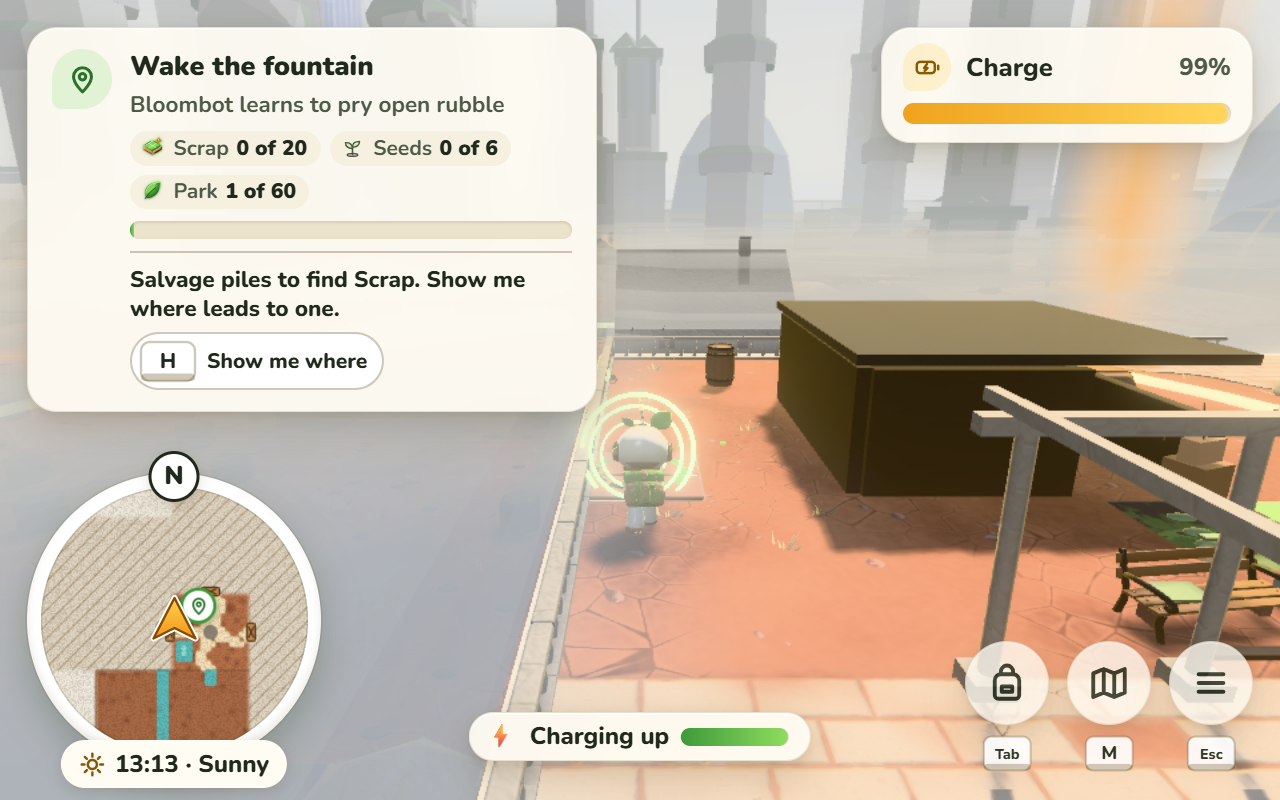 Wake the fountain
Bloombot learns to pry open rubble
Scrap 0 of 20
Seeds 0 of 6
Park 1 of 60
Salvage piles to find Scrap. Show me
where leads to one.
H Show me where
Charge 99%
N
13:13 · Sunny
Charging up
Tab
M
Esc